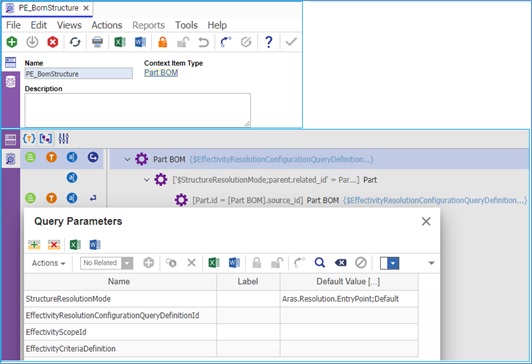 PE_BomStructure ×
File Edit Views Actions Reports Tools Help
Name Context Item Type
PE_BomStructure Part BOM
Description
Part BOM {$EffectivityResolutionConfigurationQueryDefinition...}
['$StructureResolutionMode;parent.related_id' = Par...] Part
[Part.id = [Part BOM].source_id] Part BOM {$EffectivityResolutionConfigurationQueryDefinition...}
Query Parameters
Actions No Related
Name Label Default Value [...]
StructureResolutionMode Aras.Resolution.EntryPoint;Default
EffectivityResolutionConfigurationQueryDefinitionId
EffectivityScopeId
EffectivityCriteriaDefinition